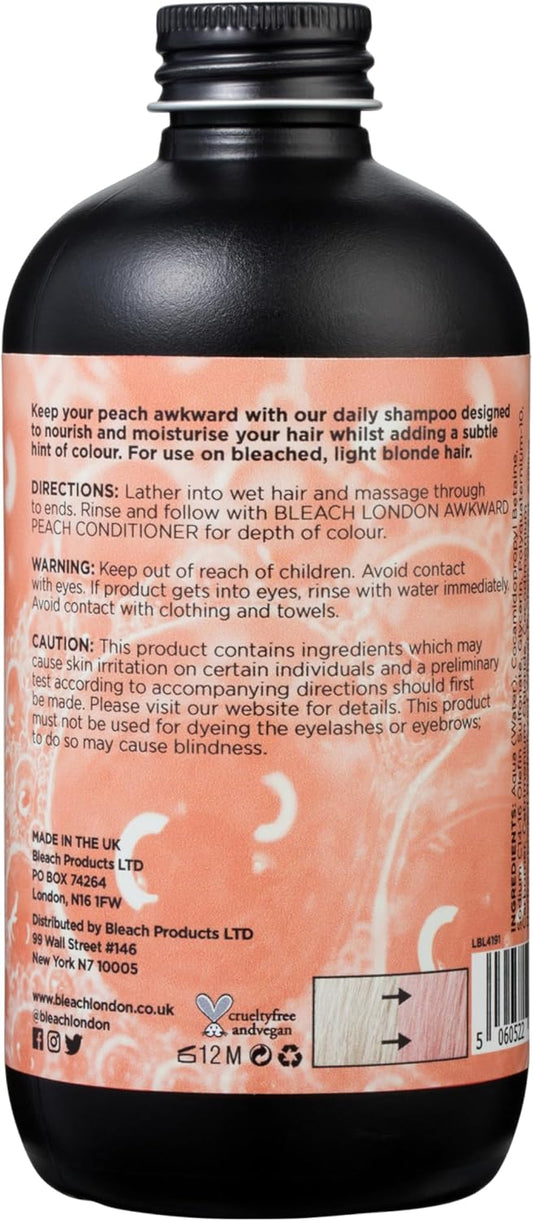 Keep your peach awkward with our daily shampoo designed
to nourish and moisturise your hair whilst adding a subtle
hint of colour. For use on bleached, light blonde hair.
DIRECTIONS: Lather into wet hair and massage through
to ends. Rinse and follow with BLEACH LONDON AWKWARD
PEACH CONDITIONER for depth of colour.
WARNING: Keep out of reach of children. Avoid contact
with eyes. If product gets into eyes, rinse with water immediately.
Avoid contact with clothing and towels.
CAUTION: This product contains ingredients which may
cause skin irritation on certain individuals and a preliminary
test according to accompanying directions should first
be made. Please visit our website for details. This product
must not be used for dyeing the eyelashes or eyebrows;
to do so may cause blindness.
MADE IN THE UK
Bleach Products LTD
PO BOX 74264
London, N16 1FW
Distributed by Bleach Products LTD
99 Wall Street #146
New York N7 10005
www.bleachlondon.co.uk
@bleachlondon
crueltyfree
andvegan
12M
INGREDIENTS: Aqua (Water), Cocamidopropyl Betaine,
Sodium C14-16 Olefin
LBL4191
5 060522